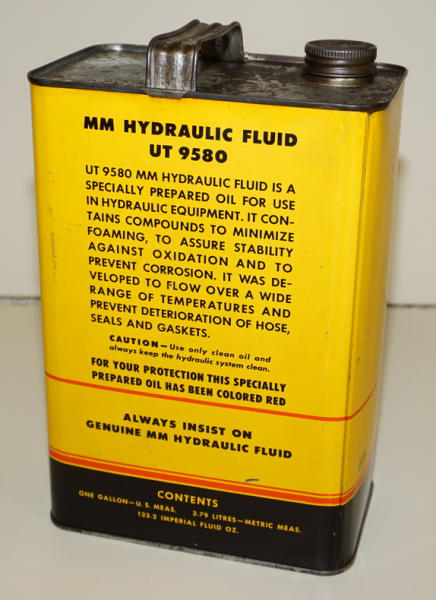 MM HYDRAULIC FLUID
UT 9580
UT 9580 MM HYDRAULIC FLUID IS A
SPECIALLY PREPARED OIL FOR USE
IN HYDRAULIC EQUIPMENT. IT CON-
TAINS COMPOUNDS TO MINIMIZE
FOAMING, TO ASSURE STABILITY
AGAINST OXIDATION AND TO
PREVENT CORROSION. IT WAS DE-
VELOPED TO FLOW OVER A WIDE
RANGE OF TEMPERATURES AND
PREVENT DETERIORATION OF HOSE,
SEALS AND GASKETS.
CAUTION—Use only clean oil and
always keep the hydraulic system clean.
FOR YOUR PROTECTION THIS SPECIALLY
PREPARED OIL HAS BEEN COLORED RED
ALWAYS INSIST ON
GENUINE MM HYDRAULIC FLUID
CONTENTS
ONE GALLON—U.S. MEAS. 3.79 LITRES—METRIC MEAS.
133.2 IMPERIAL FLUID OZ.